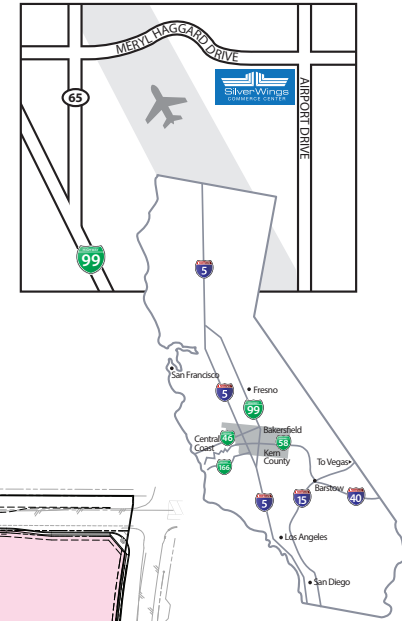 MERYL HAGGARD DRIVE
65
SilverWings
COMMERCE CENTER
AIRPORT DRIVE
99
5
San Francisco
5
Fresno
99
Bakersfield
Central
Coast
46
58
Kern
County
166
To Vegas
Barstow
5
15
40
Los Angeles
San Diego